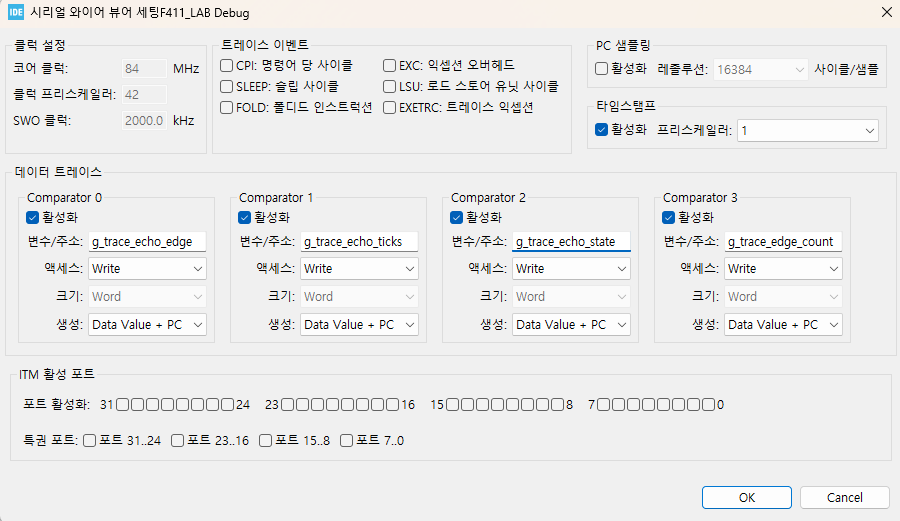 IDE 시리얼 와이어 뷰어 세팅F411_LAB Debug
클럭 설정
코어 클럭: 84 MHz
클럭 프리스케일러: 42
SWO 클럭: 2000.0 kHz
트레이스 이벤트
CPI: 명령어 당 사이클 EXC: 익셉션 오버헤드
SLEEP: 슬립 사이클 LSU: 로드 스토어 유닛 사이클
FOLD: 폴디드 인스트럭션 EXETRC: 트레이스 익셉션
PC 샘플링
활성화 레졸루션: 16384 사이클/샘플
타임스탬프
활성화 프리스케일러: 1
데이터 트레이스
Comparator 0
활성화
변수/주소: g_trace_echo_edge
액세스: Write
크기: Word
생성: Data Value + PC
Comparator 1
활성화
변수/주소: g_trace_echo_ticks
액세스: Write
크기: Word
생성: Data Value + PC
Comparator 2
활성화
변수/주소: g_trace_echo_state
액세스: Write
크기: Word
생성: Data Value + PC
Comparator 3
활성화
변수/주소: g_trace_edge_count
액세스: Write
크기: Word
생성: Data Value + PC
ITM 활성 포트
포트 활성화: 31 24 23 16 15 8 7 0
특권 포트: 포트 31..24 포트 23..16 포트 15..8 포트 7..0
OK Cancel